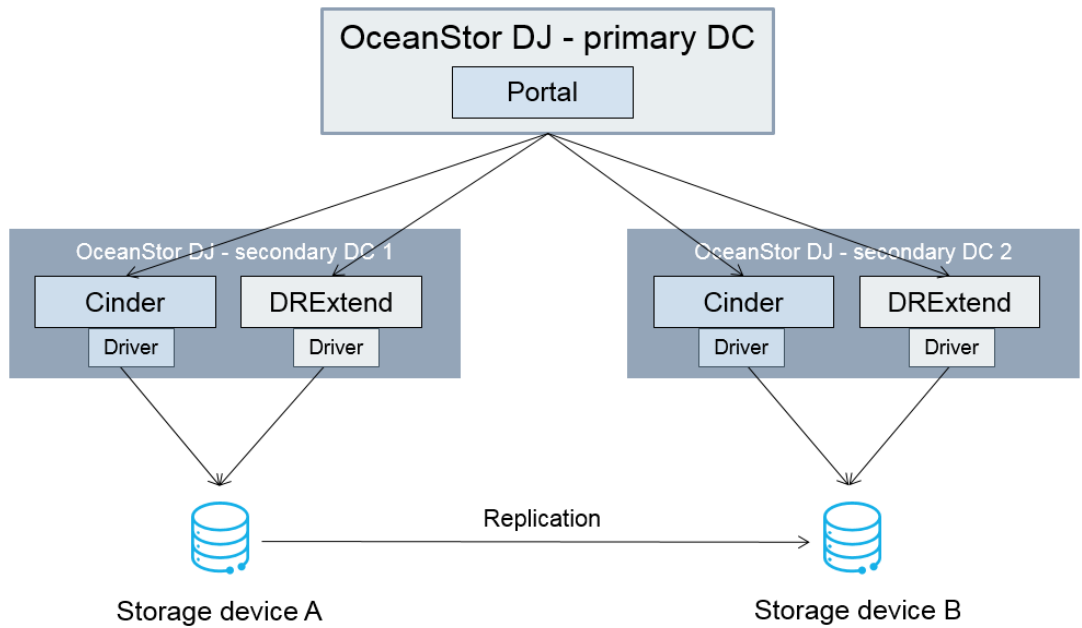 OceanStor DJ - primary DC
Portal
OceanStor DJ - secondary DC 1
Cinder
DRExtend
Driver
Driver
OceanStor DJ - secondary DC 2
Cinder
DRExtend
Driver
Driver
Replication
Storage device A
Storage device B